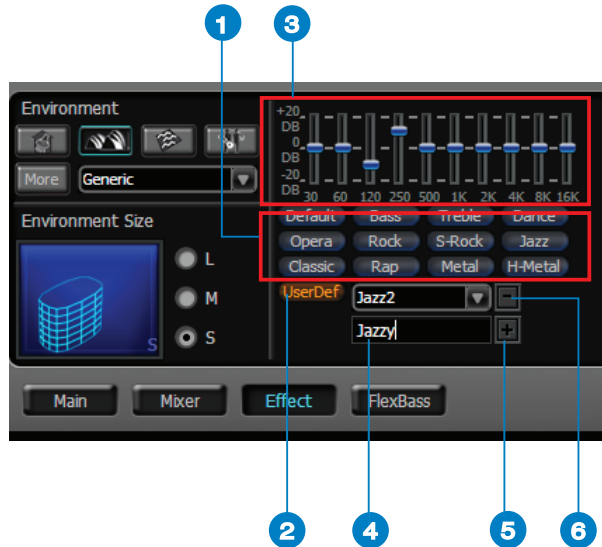 1 3
Environment
More Generic
Environment Size
L
M
S
S
+20
DB
0
DB
-20
DB
30 60 120 250 500 1K 2K 4K 8K 16K
Default Bass Treble Dance
Opera Rock S-Rock Jazz
Classic Rap Metal H-Metal
UserDef Jazz2 -
Jazzy +
Main Mixer Effect FlexBass
2 4 5 6